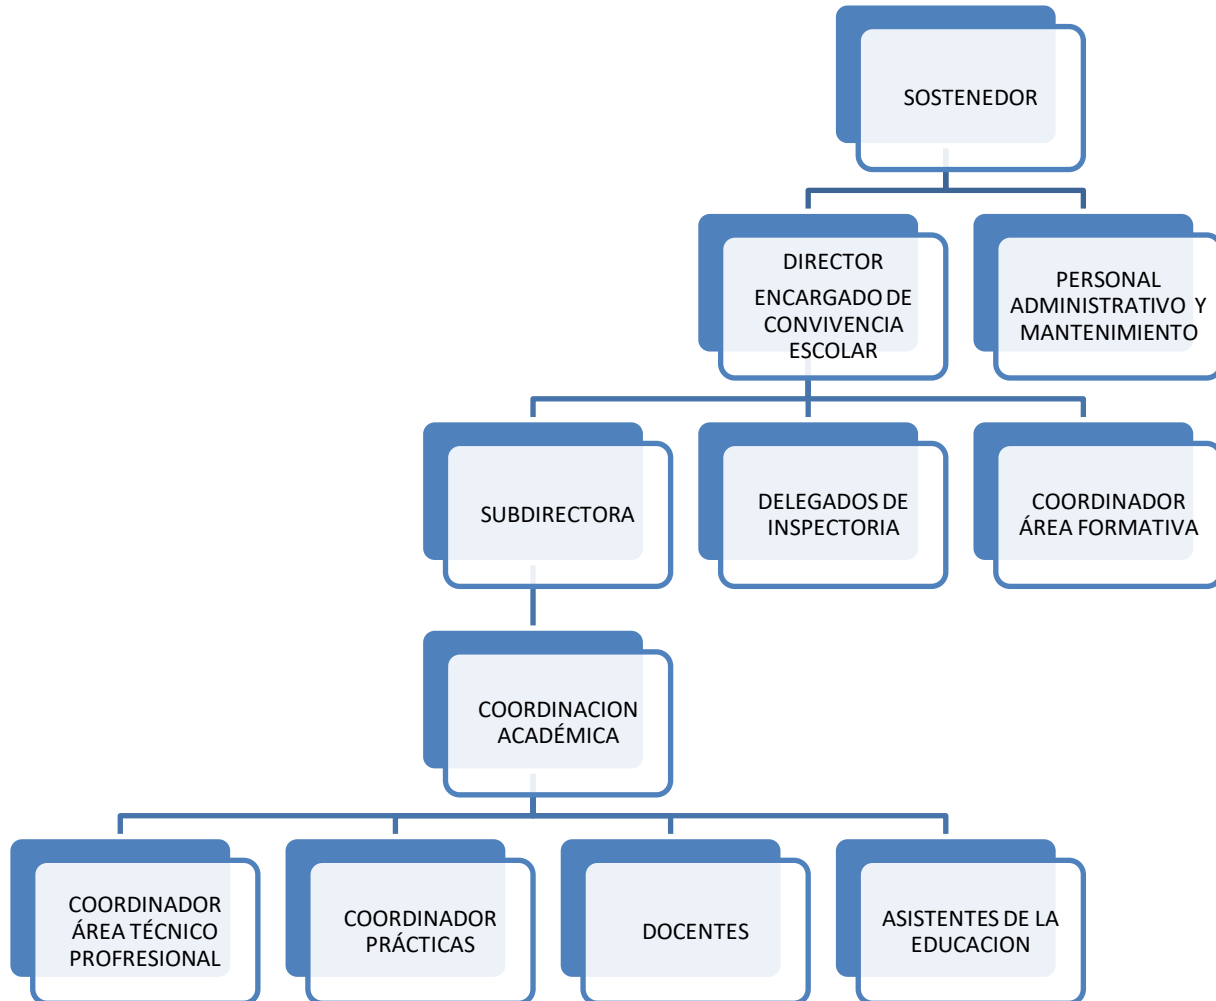 SOSTENEDOR
DIRECTOR
ENCARGADO DE
CONVIVENCIA
ESCOLAR
PERSONAL
ADMINISTRATIVO Y
MANTENIMIENTO
SUBDIRECTORA
DELEGADOS DE
INSPECTORIA
COORDINADOR
ÁREA FORMATIVA
COORDINACION
ACADÉMICA
COORDINADOR
ÁREA TÉCNICO
PROFRESIONAL
COORDINADOR
PRÁCTICAS
DOCENTES
ASISTENTES DE LA
EDUCACION